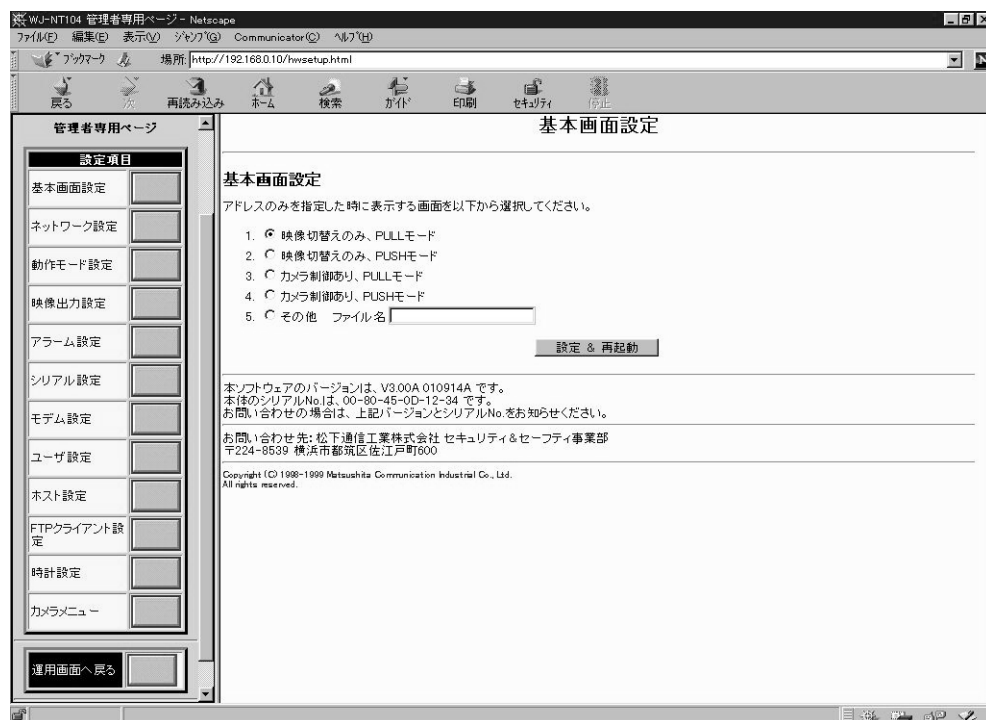 WJ-NT104 管理者専用ページ - Netscape
ファイル(F) 編集(E) 表示(V) ジャンプ(G) Communicator(C) ヘルプ(H)
ブックマーク 場所: http://192.168.0.10/hwsetup.html
戻る 次 再読み込み ホーム 検索 ガイド 印刷 セキュリティ 停止
管理者専用ページ
設定項目
基本画面設定
ネットワーク設定
動作モード設定
映像出力設定
アラーム設定
シリアル設定
モデム設定
ユーザ設定
ホスト設定
FTPクライアント設
定
時計設定
カメラメニュー
運用画面へ戻る
基本画面設定
基本画面設定
アドレスのみを指定した時に表示する画面を以下から選択してください。
1. 映像切替えのみ、PULLモード
2. 映像切替えのみ、PUSHモード
3. カメラ制御あり、PULLモード
4. カメラ制御あり、PUSHモード
5. その他 ファイル名
設定 & 再起動
本ソフトウェアのバージョンは、V3.00A 010914A です。
本体のシリアルNo.は、00-80-45-0D-12-34 です。
お問い合わせの場合は、上記バージョンとシリアルNo.をお知らせください。
お問い合わせ先: 松下通信工業株式会社 セキュリティ&セーフティ事業部
〒224-8539 横浜市都筑区佐江戸町600
Copyright (C) 1998-1999 Matsushita Communication Industrial Co., Ltd.
All rights reserved.